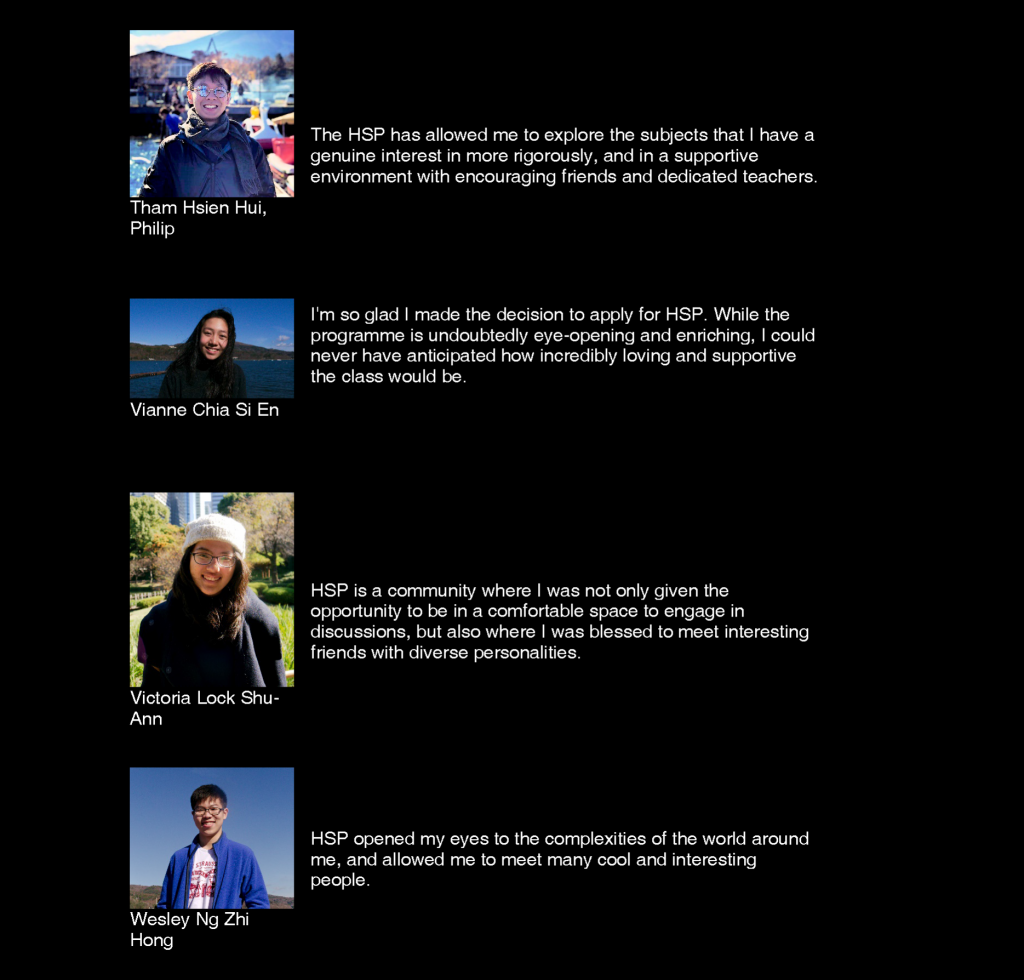 The HSP has allowed me to explore the subjects that I have a
genuine interest in more rigorously, and in a supportive
environment with encouraging friends and dedicated teachers.
Tham Hsien Hui,
Philip
I'm so glad I made the decision to apply for HSP. While the
programme is undoubtedly eye-opening and enriching, I could
never have anticipated how incredibly loving and supportive
the class would be.
Vianne Chia Si En
HSP is a community where I was not only given the
opportunity to be in a comfortable space to engage in
discussions, but also where I was blessed to meet interesting
friends with diverse personalities.
Victoria Lock Shu-
Ann
HSP opened my eyes to the complexities of the world around
me, and allowed me to meet many cool and interesting
people.
Wesley Ng Zhi
Hong